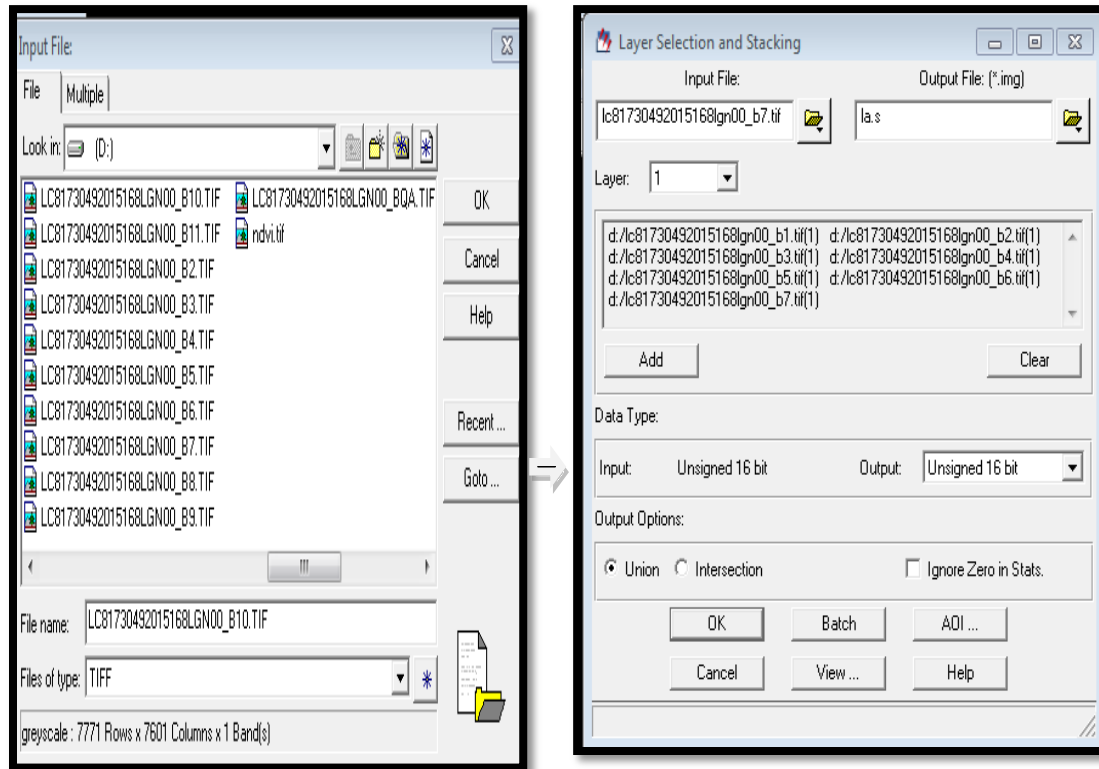 Input File:
File Multiple
Look in: (D:)
LC81730492015168LGN00_B10.TIF LC81730492015168LGN00_BQA.TIF
LC81730492015168LGN00_B11.TIF ndvi.tif
LC81730492015168LGN00_B2.TIF
LC81730492015168LGN00_B3.TIF
LC81730492015168LGN00_B4.TIF
LC81730492015168LGN00_B5.TIF
LC81730492015168LGN00_B6.TIF
LC81730492015168LGN00_B7.TIF
LC81730492015168LGN00_B8.TIF
LC81730492015168LGN00_B9.TIF
OK
Cancel
Help
Recent ...
Goto ...
File name: LC81730492015168LGN00_B10.TIF
Files of type: TIFF
greyscale : 7771 Rows x 7601 Columns x 1 Band(s)
Layer Selection and Stacking
Input File: Output File: (*.img)
lc81730492015168lgn00_b7.tif la.s
Layer: 1
d:/lc81730492015168lgn00_b1.tif(1) d:/lc81730492015168lgn00_b2.tif(1)
d:/lc81730492015168lgn00_b3.tif(1) d:/lc81730492015168lgn00_b4.tif(1)
d:/lc81730492015168lgn00_b5.tif(1) d:/lc81730492015168lgn00_b6.tif(1)
d:/lc81730492015168lgn00_b7.tif(1)
Add Clear
Data Type:
Input: Unsigned 16 bit Output: Unsigned 16 bit
Output Options:
Union Intersection Ignore Zero in Stats.
OK Batch AOI ...
Cancel View ... Help